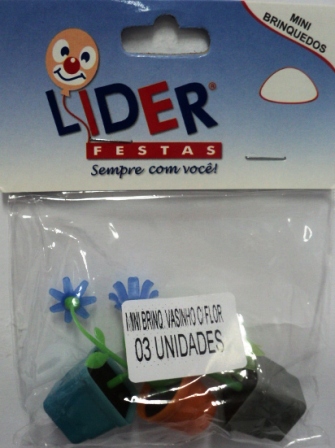 MINI
BRINQUEDOS
LIDER®
FESTAS
Sempre com você!
MINI BRINQ. VASINHO C/ FLOR
03 UNIDADES